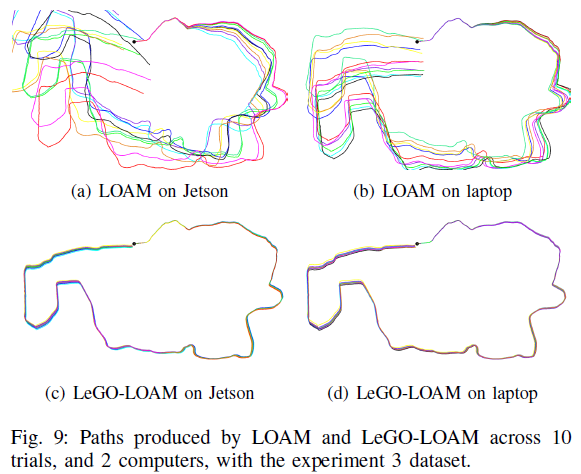 (a) LOAM on Jetson
(b) LOAM on laptop
(c) LeGO-LOAM on Jetson
(d) LeGO-LOAM on laptop
Fig. 9: Paths produced by LOAM and LeGO-LOAM across 10
trials, and 2 computers, with the experiment 3 dataset.